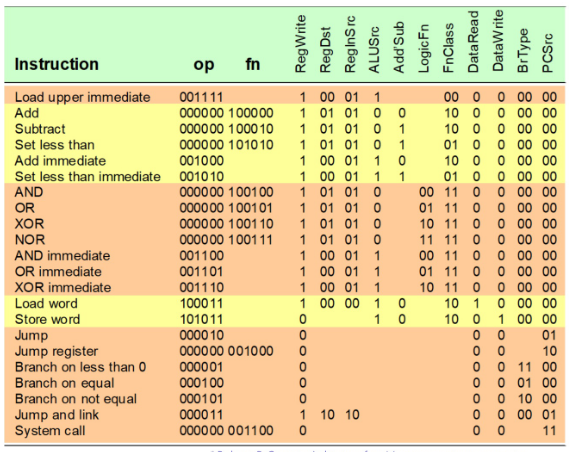 Instruction op fn RegWrite RegDst RegInSrc ALUSrc Add'Sub LogicFn FnClass DataRead DataWrite BrType PCSrc
Load upper immediate 001111 1 00 01 1 00 0 0 00 00
Add 000000 100000 1 01 01 0 0 10 0 0 00 00
Subtract 000000 100010 1 01 01 0 1 10 0 0 00 00
Set less than 000000 101010 1 01 01 0 1 01 0 0 00 00
Add immediate 001000 1 00 01 1 0 10 0 0 00 00
Set less than immediate 001010 1 00 01 1 1 01 0 0 00 00
AND 000000 100100 1 01 01 0 00 11 0 0 00 00
OR 000000 100101 1 01 01 0 01 11 0 0 00 00
XOR 000000 100110 1 01 01 0 10 11 0 0 00 00
NOR 000000 100111 1 01 01 0 11 11 0 0 00 00
AND immediate 001100 1 00 01 1 00 11 0 0 00 00
OR immediate 001101 1 00 01 1 01 11 0 0 00 00
XOR immediate 001110 1 00 01 1 10 11 0 0 00 00
Load word 100011 1 00 00 1 0 10 1 0 00 00
Store word 101011 0 1 0 10 0 1 00 00
Jump 000010 0 0 0 01
Jump register 000000 001000 0 0 0 10
Branch on less than 0 000001 0 0 0 11 00
Branch on equal 000100 0 0 0 01 00
Branch on not equal 000101 0 0 0 10 00
Jump and link 000011 1 10 10 0 0 00 01
System call 000000 001100 0 0 0 11